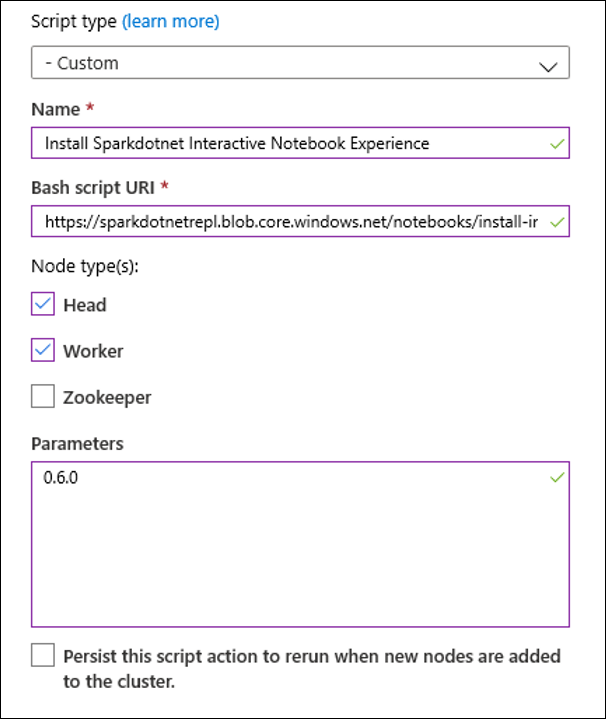 Script type (learn more)
- Custom
Name *
Install Sparkdotnet Interactive Notebook Experience
Bash script URI *
https://sparkdotnetrepl.blob.core.windows.net/notebooks/install-ir
Node type(s):
Head
Worker
Zookeeper
Parameters
0.6.0
Persist this script action to rerun when new nodes are added
to the cluster.